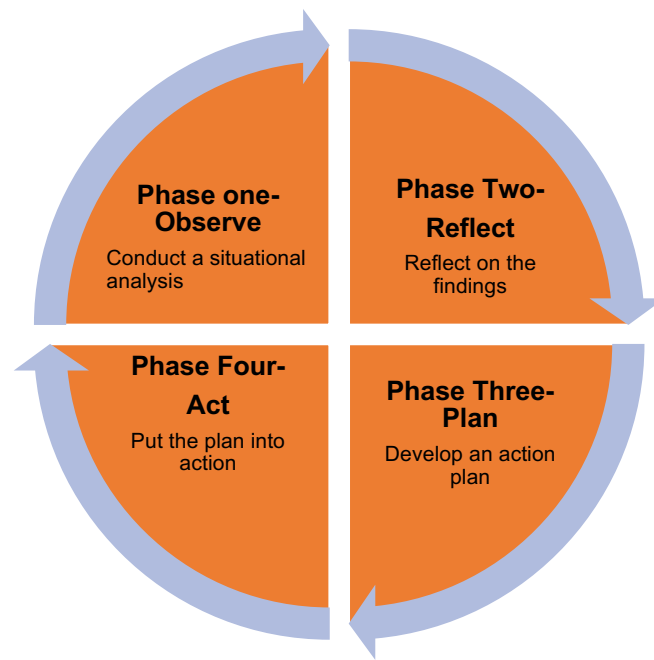 Phase one-
Observe
Conduct a situational
analysis
Phase Two-
Reflect
Reflect on the
findings
Phase Three-
Plan
Develop an action
plan
Phase Four-
Act
Put the plan into
action